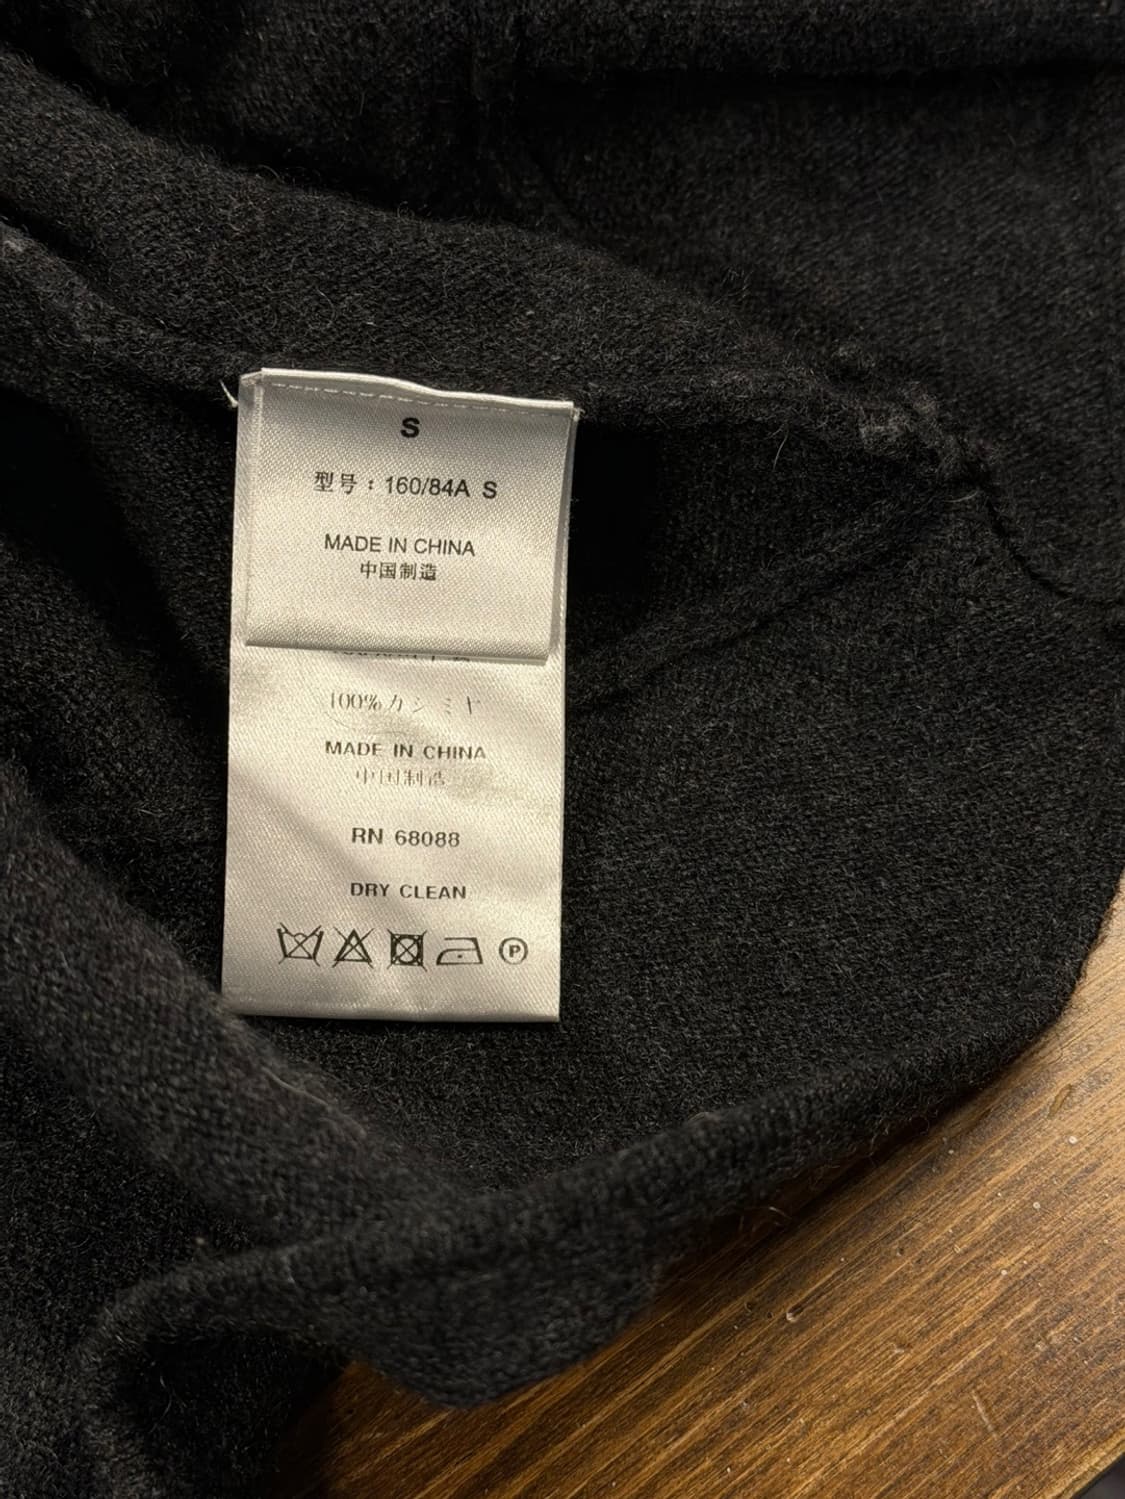 S
型号：160/84A S
MADE IN CHINA
中国制造
100%カシミヤ
MADE IN CHINA
中国制造
RN 68088
DRY CLEAN
P